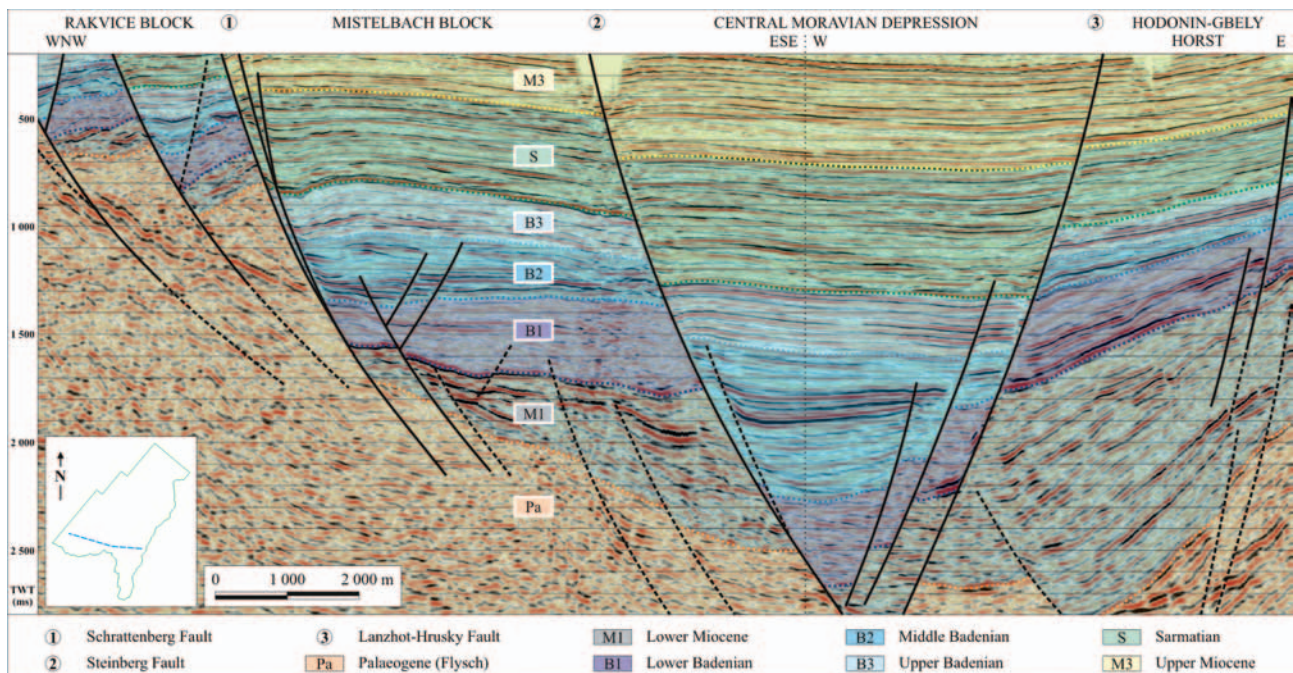 RAKVICE BLOCK ① MISTELBACH BLOCK ② CENTRAL MORAVIAN DEPRESSION ③ HODONIN-GBELY
WNW ESE W HORST E
M3
500
S
1 000
B3
B2
1 500
B1
M1
2 000
N
Pa
2 500
0 1 000 2 000 m
TWT
(ms)
① Schrattenberg Fault ③ Lanzhot-Hrusky Fault M1 Lower Miocene B2 Middle Badenian S Sarmatian
② Steinberg Fault Pa Palaeogene (Flysch) B1 Lower Badenian B3 Upper Badenian M3 Upper Miocene